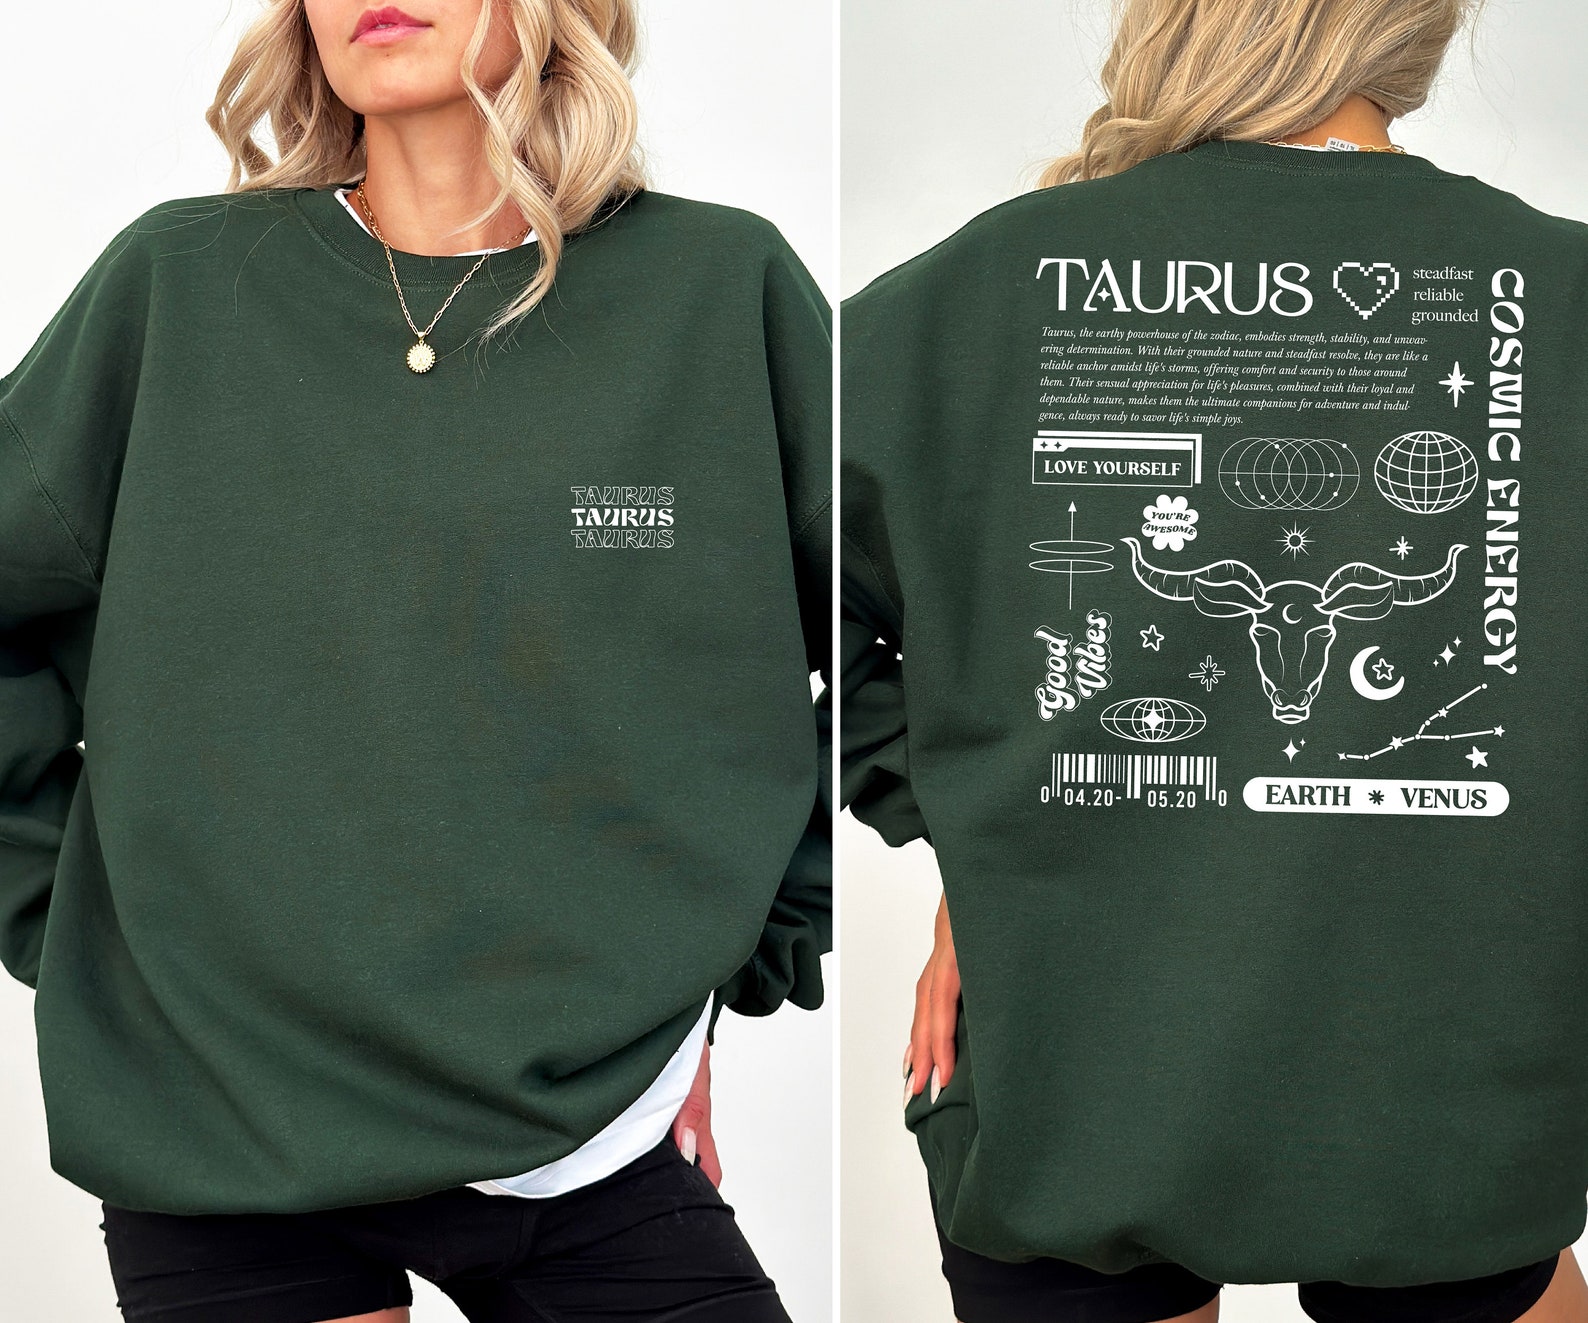 TAURUS
TAURUS
TAURUS
TAURUS
steadfast
reliable
grounded
COSMIC ENERGY
Taurus, the earthy powerhouse of the zodiac, embodies strength, stability, and unwav-
ering determination. With their grounded nature and steadfast resolve, they are like a
reliable anchor amidst life's storms, offering comfort and security to those around
them. Their sensual appreciation for life's pleasures, combined with their loyal and
dependable nature, makes them the ultimate companions for adventure and indul-
gence, always ready to savor life's simple joys.
LOVE YOURSELF
YOU'RE
AWESOME
Good
Vibes
0 04.20- 05.20 0
EARTH * VENUS